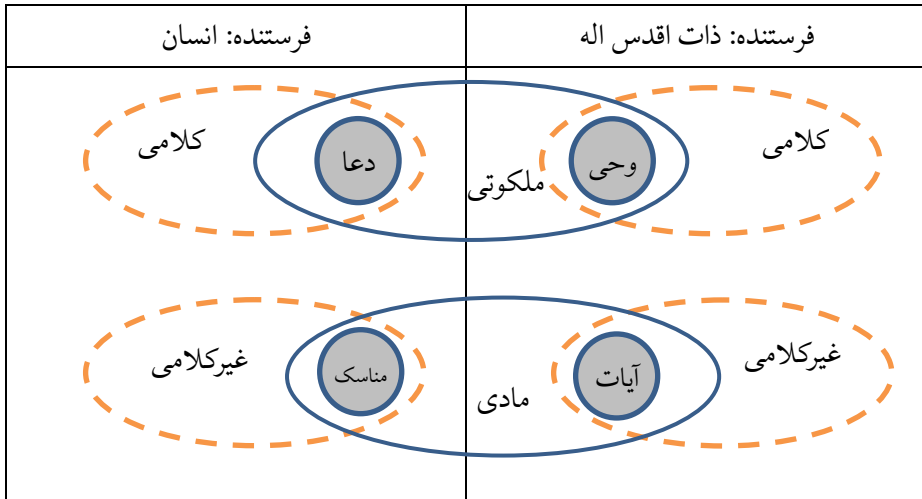 فرستنده: ذات اقدس اله
فرستنده: انسان
کلامی
وحی
ملکوتی
دعا
کلامی
غیرکلامی
آیات
مادی
مناسک
غیرکلامی